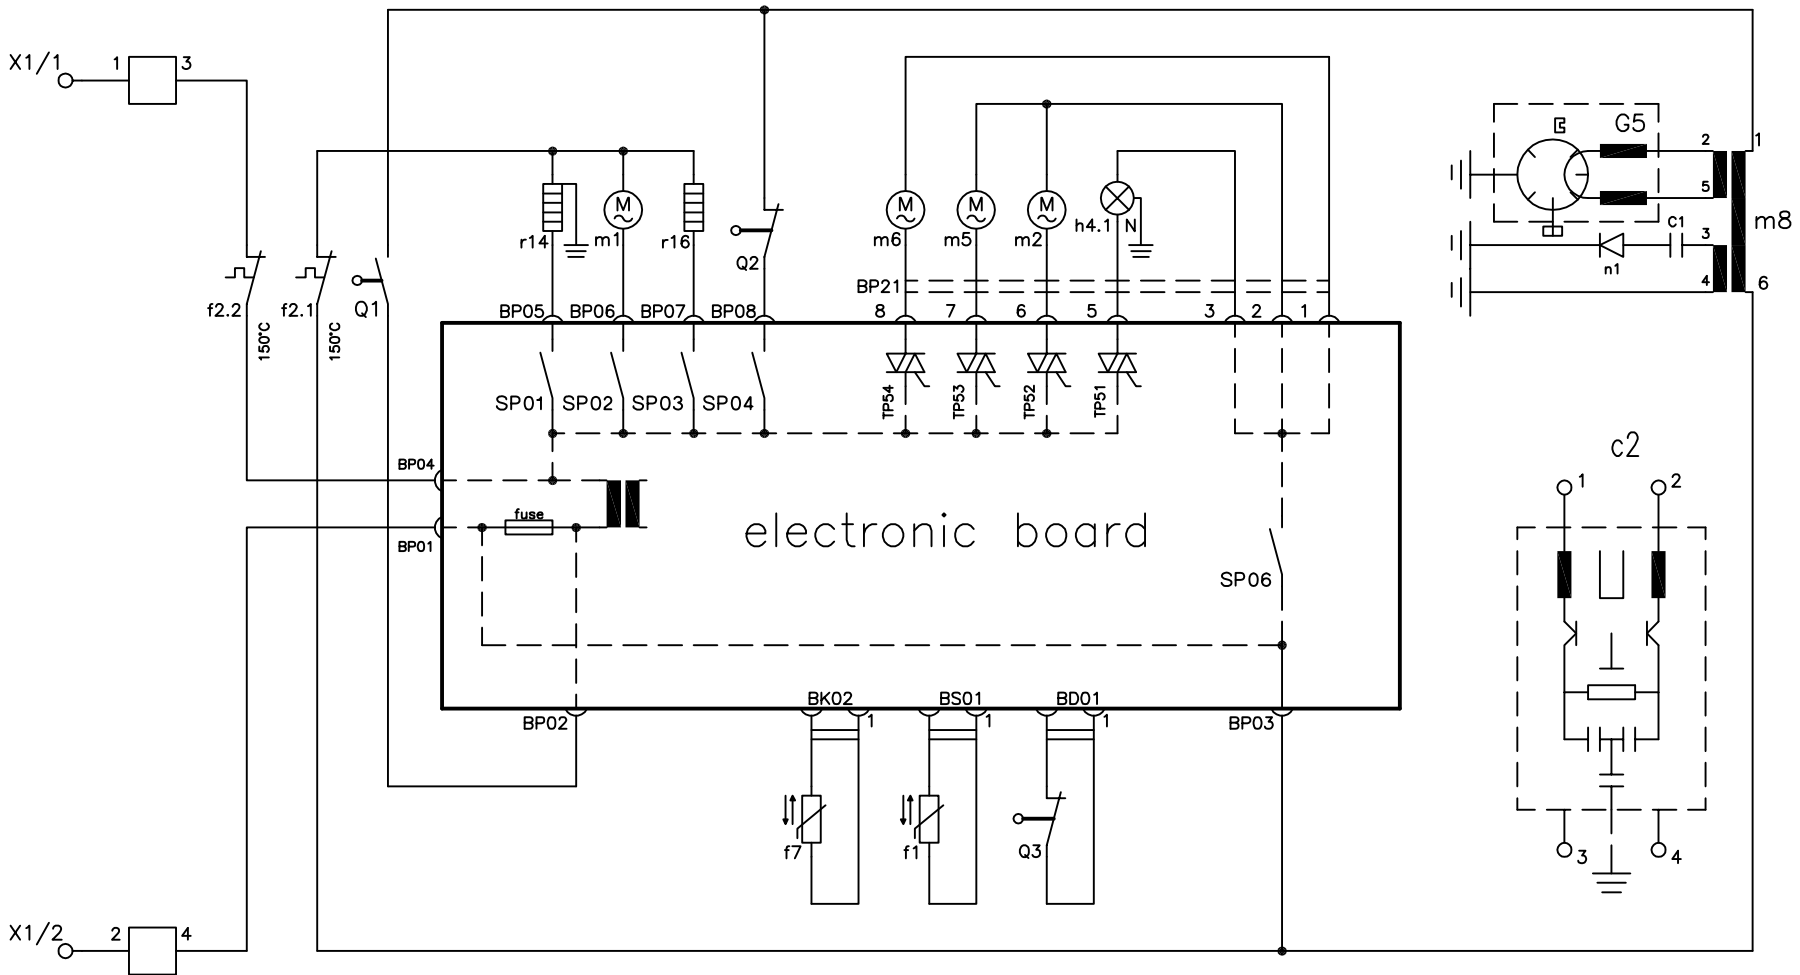 X1/1
1
3
f2.2
150°C
f2.1
150°C
Q1
r14
M
m1
r16
Q2
M
m6
M
m5
M
m2
h4.1
N
BP21
BP05
BP06
BP07
BP08
8
7
6
5
3
2
1
SP01
SP02
SP03
SP04
TP54
TP53
TP52
TP51
BP04
fuse
BP01
electronic board
SP06
BP02
BK02
1
BS01
1
BD01
1
BP03
f7
f1
Q3
X1/2
2
4
G5
2
1
5
C1
3
m8
n1
4
6
c2
1
2
3
4